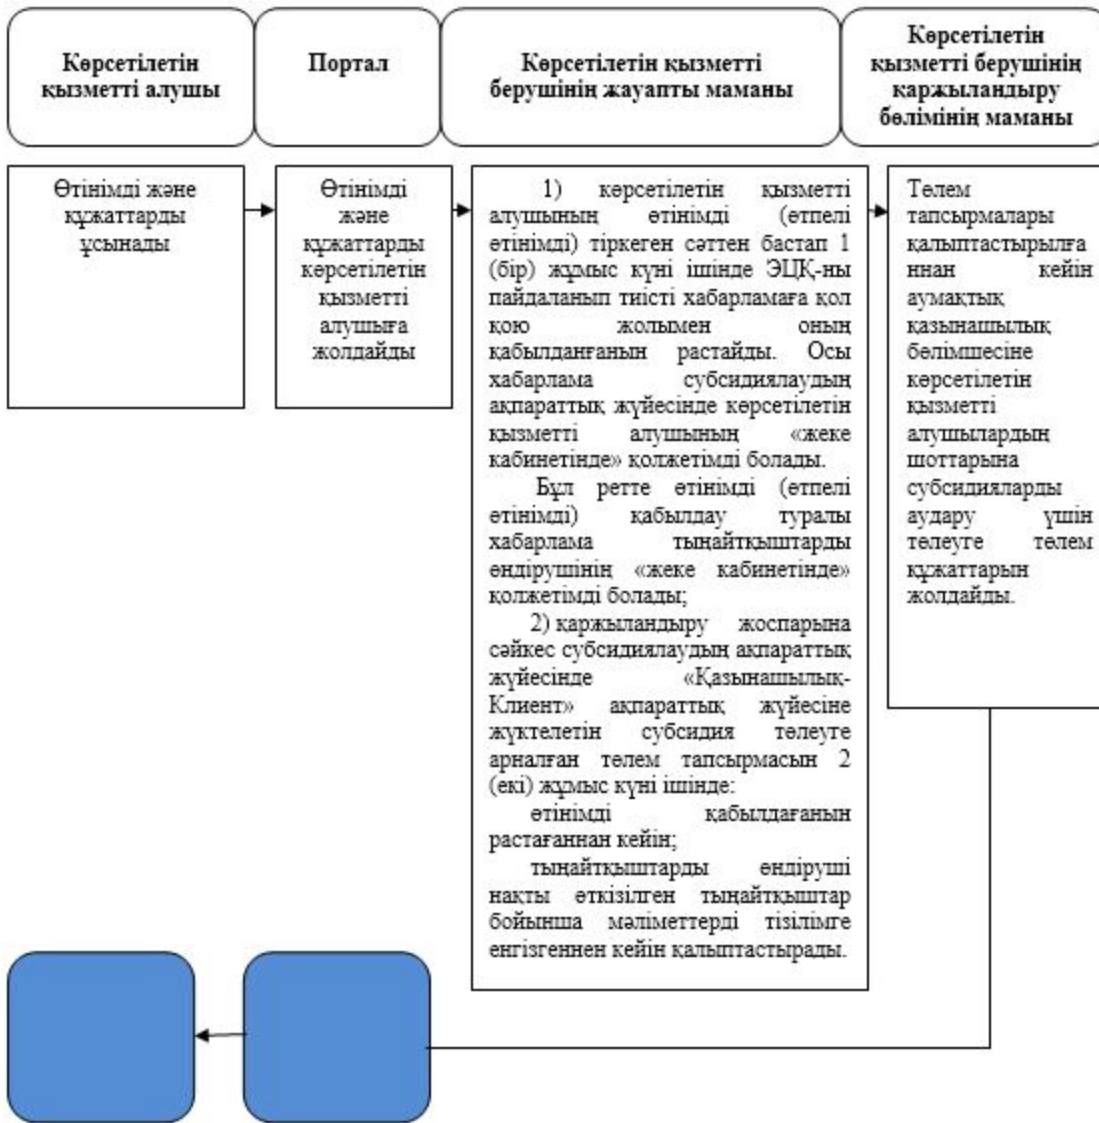 Көрсетілетін
қызметті алушы
Портал
Көрсетілетін қызметті
берушінің жауапты маманы
Көрсетілетін
қызметті берушінің
қаржыландыру
бөлімінің маманы
Өтінімді және
құжаттарды
ұсынады
Өтінімді
және
құжаттарды
көрсетілетін
қызметті
алушыға
жолдайды
1) көрсетілетін қызметті
алушының өтінімді (өтпелі
өтінімді) тіркеген сәттен бастап 1
(бір) жұмыс күні ішінде ЭЦҚ-ны
пайдаланып тиісті хабарламаға қол
қою жолымен оның
қабылданғанын растайды. Осы
хабарлама субсидиялаудың
ақпараттық жүйесінде көрсетілетін
қызметті алушының «жеке
кабинетінде» қолжетімді болады.
Бұл ретте өтінімді (өтпелі
өтінімді) қабылдау туралы
хабарлама тыңайтқыштарды
өндірушінің «жеке кабинетінде»
қолжетімді болады;
2) қаржыландыру жоспарына
сәйкес субсидиялаудың ақпараттық
жүйесінде «Қазынашылық-
Клиент» ақпараттық жүйесіне
жүктелетін субсидия төлеуге
арналған төлем тапсырмасын 2
(екі) жұмыс күні ішінде:
өтінімді қабылдағанын
растағаннан кейін;
тыңайтқыштарды өндіруші
нақты өткізілген тыңайтқыштар
бойынша мәліметтерді тізілімге
енгізгеннен кейін қалыптастырады.
Төлем
тапсырмалары
қалыптастырылға
ннан кейін
аумақтық
қазынашылық
бөлімшесіне
көрсетілетін
қызметті
алушылардың
шоттарына
субсидияларды
аудару үшін
төлеуге төлем
құжаттарын
жолдайды.